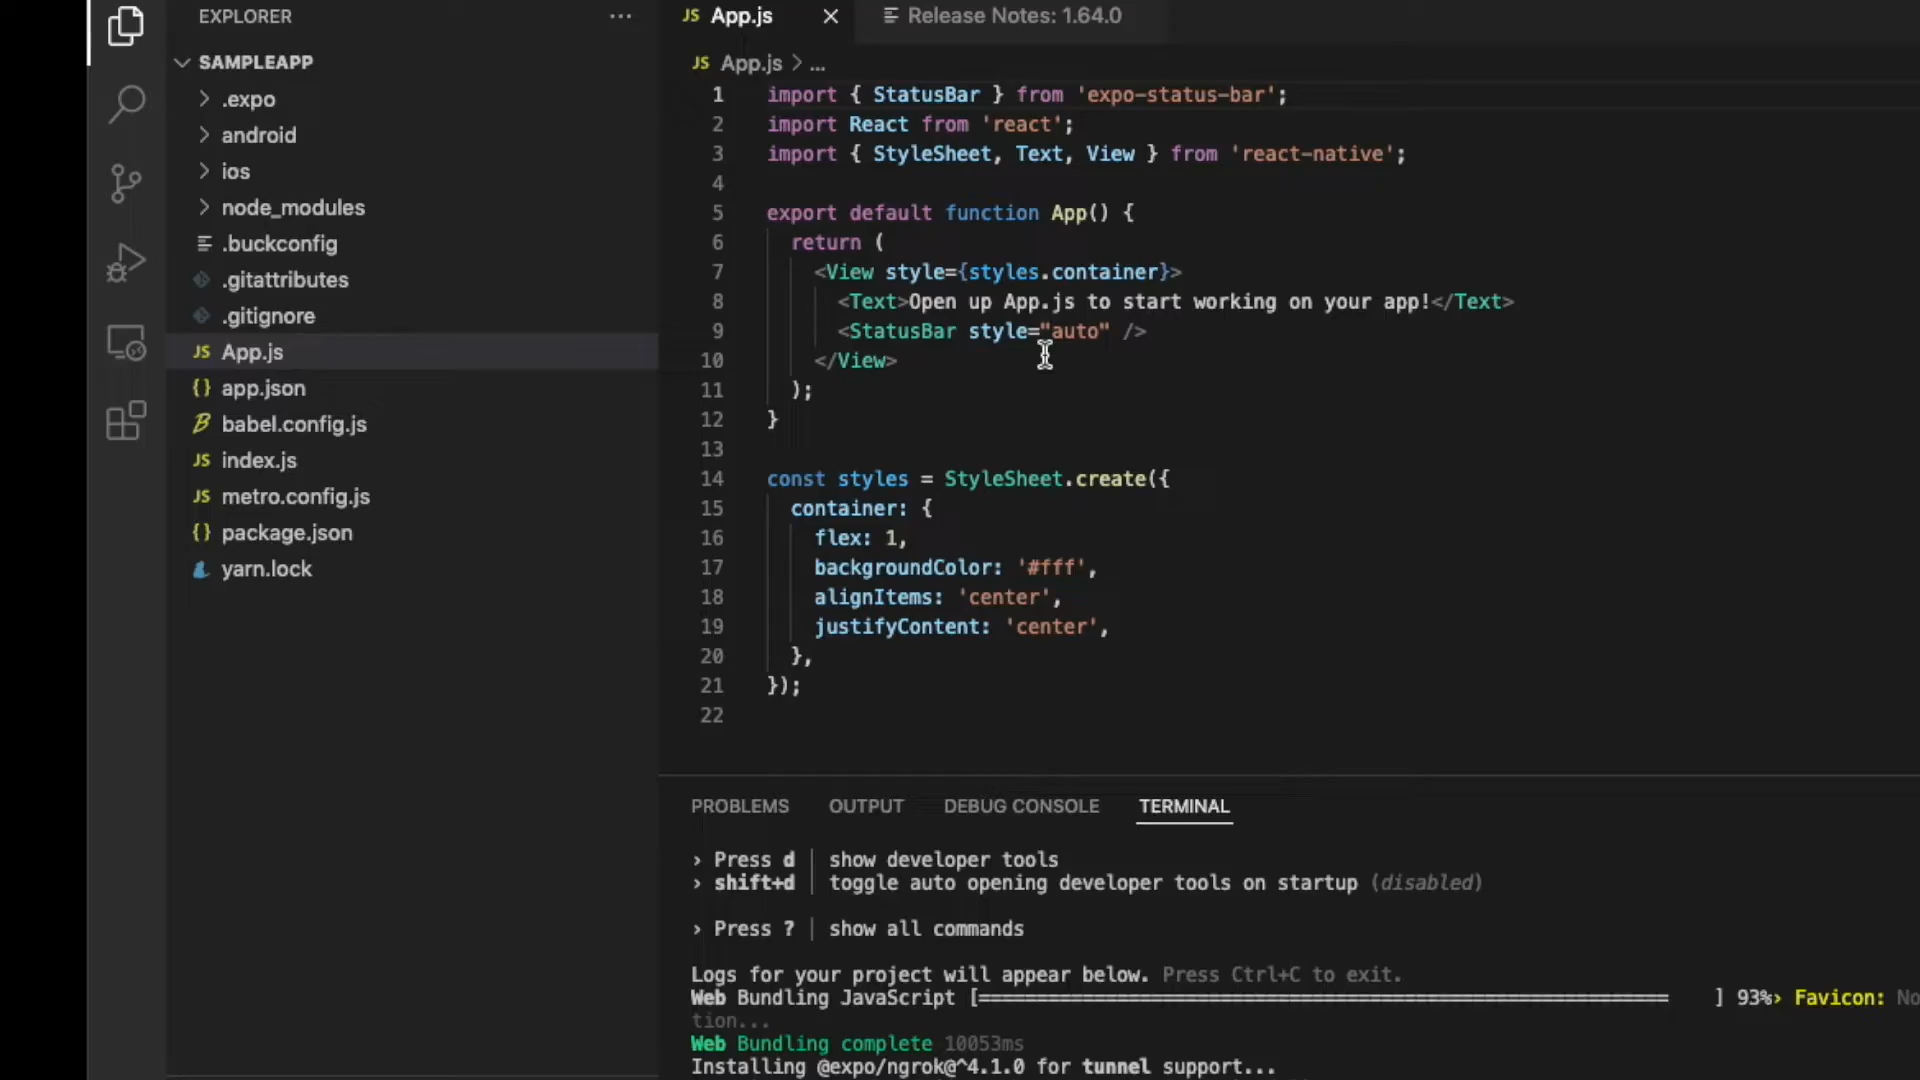 EXPLORER
SAMPLEAPP
.expo
android
ios
node_modules
.buckconfig
.gitattributes
.gitignore
JS App.js
{} app.json
babel.config.js
JS index.js
JS metro.config.js
{} package.json
yarn.lock
JS App.js × Release Notes: 1.64.0
JS App.js > ...
1 import { StatusBar } from 'expo-status-bar';
2 import React from 'react';
3 import { StyleSheet, Text, View } from 'react-native';
4
5 export default function App() {
6 return (
7 <View style={styles.container}>
8 <Text>Open up App.js to start working on your app!</Text>
9 <StatusBar style="auto" />
10 </View>
11 );
12 }
13
14 const styles = StyleSheet.create({
15 container: {
16 flex: 1,
17 backgroundColor: '#fff',
18 alignItems: 'center',
19 justifyContent: 'center',
20 },
21 });
22
PROBLEMS OUTPUT DEBUG CONSOLE TERMINAL
› Press d │ show developer tools
› shift+d │ toggle auto opening developer tools on startup (disabled)
› Press ? │ show all commands
Logs for your project will appear below. Press Ctrl+C to exit.
Web Bundling JavaScript [============================================================ ] 93%› Favicon: No
tion...
Web Bundling complete 10053ms
Installing @expo/ngrok@^4.1.0 for tunnel support...